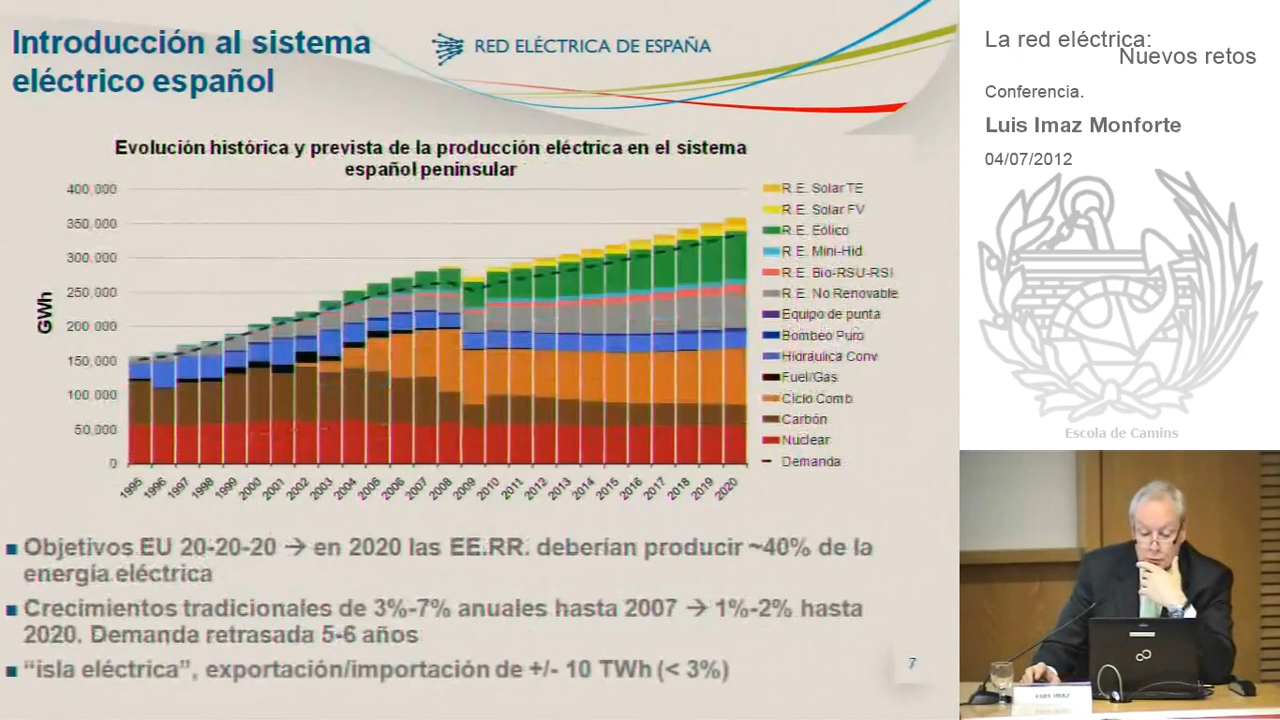 Introducción al sistema
eléctrico español
RED ELÉCTRICA DE ESPAÑA
Evolución histórica y prevista de la producción eléctrica en el sistema
español peninsular
GWh
400,000
350,000
300,000
250,000
200,000
150,000
100,000
50,000
0
1995
1996
1997
1998
1999
2000
2001
2002
2003
2004
2005
2006
2007
2008
2009
2010
2011
2012
2013
2014
2015
2016
2017
2018
2019
2020
R.E. Solar TE
R.E. Solar FV
R.E. Eólico
R.E. Mini-Hid
R.E. Bio-RSU-RSI
R.E. No Renovable
Equipo de punta
Bombeo Puro
Hidráulica Conv
Fuel/Gas
Ciclo Comb
Carbón
Nuclear
Demanda
Objetivos EU 20-20-20 → en 2020 las EE.RR. deberían producir ~40% de la
energía eléctrica
Crecimientos tradicionales de 3%-7% anuales hasta 2007 → 1%-2% hasta
2020. Demanda retrasada 5-6 años
"isla eléctrica", exportación/importación de +/- 10 TWh (< 3%)
7
La red eléctrica:
Nuevos retos
Conferencia.
Luis Imaz Monforte
04/07/2012
Escola de Camins
LUIS IMAZ